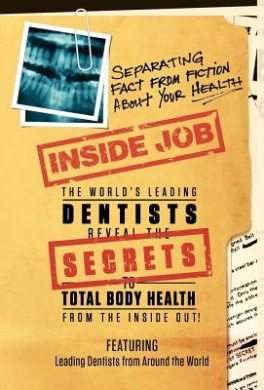 SEPARATING
FACT FROM FICTION
ABOUT YOUR HEALTH
INSIDE JOB
THE WORLD'S LEADING
DENTISTS
REVEAL THE
SECRETS
TO
TOTAL BODY HEALTH
FROM THE INSIDE OUT!
FEATURING
Leading Dentists from Around the World
SECRET